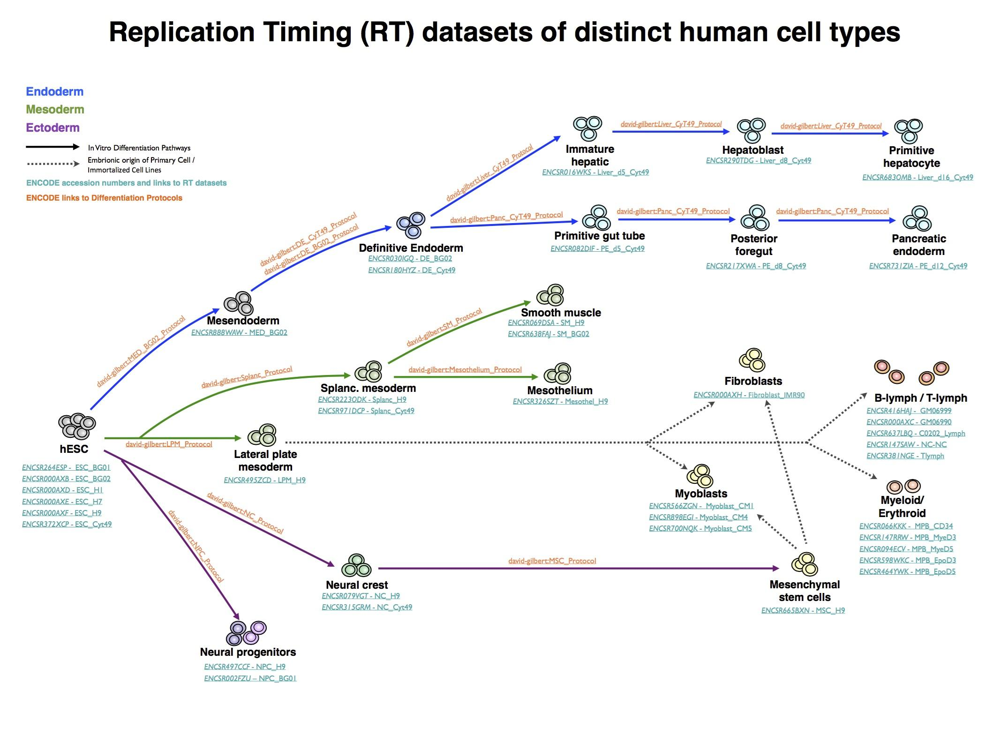 Replication Timing (RT) datasets of distinct human cell types
Endoderm
Mesoderm
Ectoderm
In Vitro Differentiation Pathways
Embrionic origin of Primary Cell /
Immortalized Cell Lines
ENCODE accession numbers and links to RT datasets
ENCODE links to Differentiation Protocols
david-gilbert:Liver_CyT49_Protocol
david-gilbert:Liver_CyT49_Protocol
david-gilbert:Liver_CyT49_Protocol
Immature
hepatic
ENCSR016WKS - Liver_d5_Cyt49
Hepatoblast
ENCSR290TDG - Liver_d8_Cyt49
Primitive
hepatocyte
ENCSR683OMB - Liver_d16_Cyt49
david-gilbert:DE_CyT49_Protocol
david-gilbert:DE_BG02_Protocol
Definitive Endoderm
ENCSR030IGQ - DE_BG02
ENCSR180HYZ - DE_Cyt49
david-gilbert:Panc_CyT49_Protocol
Primitive gut tube
ENCSR082DIF - PE_d5_Cyt49
david-gilbert:Panc_CyT49_Protocol
Posterior
foregut
ENCSR217XWA - PE_d8_Cyt49
david-gilbert:Panc_CyT49_Protocol
Pancreatic
endoderm
ENCSR731ZIA - PE_d12_Cyt49
david-gilbert:MED_BG02_Protocol
Mesendoderm
ENCSR888WAW - MED_BG02
david-gilbert:SM_Protocol
Smooth muscle
ENCSR069DSA - SM_H9
ENCSR638FAJ - SM_BG02
david-gilbert:Splanc_Protocol
Splanc. mesoderm
ENCSR223ODK - Splanc_H9
ENCSR971DCP - Splanc_Cyt49
david-gilbert:Mesothelium_Protocol
Mesothelium
ENCSR326SZT - Mesothel_H9
Fibroblasts
ENCSR000AXH - Fibroblast_IMR90
B-lymph / T-lymph
ENCSR416HAJ - GM06999
ENCSR000AXC - GM06990
ENCSR637LBQ - C0202_Lymph
ENCSR147SAW - NC-NC
ENCSR381NGE - Tlymph
hESC
ENCSR264ESP - ESC_BG01
ENCSR000AXB - ESC_BG02
ENCSR000AXD - ESC_H1
ENCSR000AXE - ESC_H7
ENCSR000AXF - ESC_H9
ENCSR372XCP - ESC_Cyt49
david-gilbert:LPM_Protocol
Lateral plate
mesoderm
ENCSR495ZCD - LPM_H9
Myoblasts
ENCSR566ZGN - Myoblast_CM1
ENCSR898EGI - Myoblast_CM4
ENCSR700NQK - Myoblast_CM5
Myeloid/
Erythroid
ENCSR066KKK - MPB_CD34
ENCSR147RRW - MPB_MyeD3
ENCSR094ECV - MPB_MyeD5
ENCSR598WKC - MPB_EpoD3
ENCSR464YWK - MPB_EpoD5
david-gilbert:NC_Protocol
david-gilbert:NPC_Protocol
Neural crest
ENCSR079VGT - NC_H9
ENCSR315GRM - NC_Cyt49
david-gilbert:MSC_Protocol
Mesenchymal
stem cells
ENCSR665BXN - MSC_H9
Neural progenitors
ENCSR497CCF - NPC_H9
ENCSR002FZU – NPC_BG01